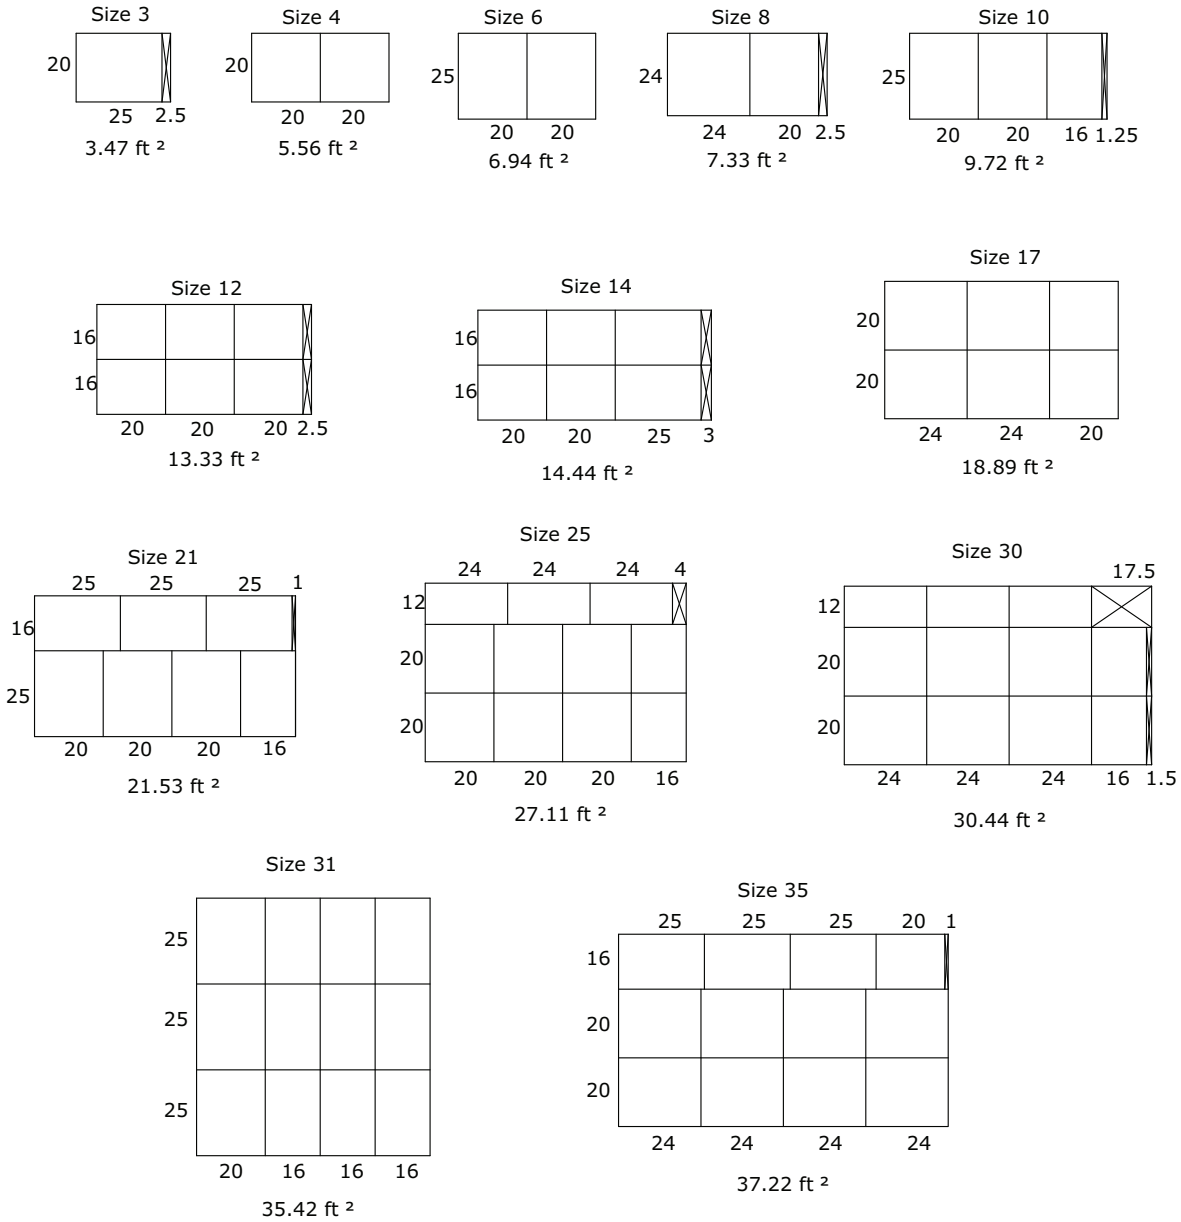 Size 3
20
25 2.5
3.47 ft ²
Size 4
20
20 20
5.56 ft ²
Size 6
25
20 20
6.94 ft ²
Size 8
24
24 20 2.5
7.33 ft ²
Size 10
25
20 20 16 1.25
9.72 ft ²
Size 12
16
16
20 20 20 2.5
13.33 ft ²
Size 14
16
16
20 20 25 3
14.44 ft ²
Size 17
20
20
24 24 20
18.89 ft ²
Size 21
25 25 25 1
16
25
20 20 20 16
21.53 ft ²
Size 25
24 24 24 4
12
20
20
20 20 20 16
27.11 ft ²
Size 30
17.5
12
20
20
24 24 24 16 1.5
30.44 ft ²
Size 31
25
25
25
20 16 16 16
35.42 ft ²
Size 35
25 25 25 20 1
16
20
20
24 24 24 24
37.22 ft ²